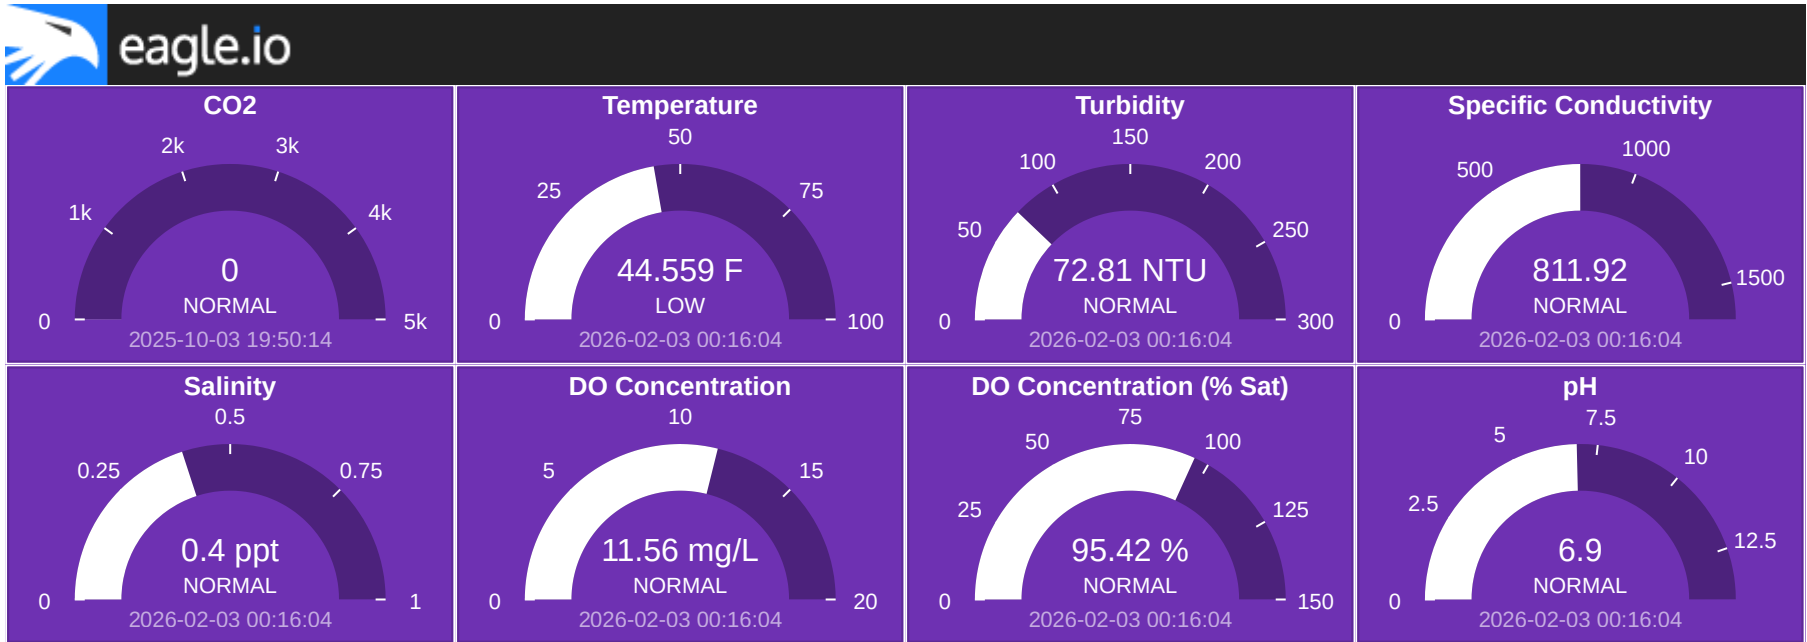 eagle.io
CO2
0
1k
2k
3k
4k
5k
0
NORMAL
2025-10-03 19:50:14
Temperature
0
25
50
75
100
44.559 F
LOW
2026-02-03 00:16:04
Turbidity
0
50
100
150
200
250
300
72.81 NTU
NORMAL
2026-02-03 00:16:04
Specific Conductivity
0
500
1000
1500
811.92
NORMAL
2026-02-03 00:16:04
Salinity
0
0.25
0.5
0.75
1
0.4 ppt
NORMAL
2026-02-03 00:16:04
DO Concentration
0
5
10
15
20
11.56 mg/L
NORMAL
2026-02-03 00:16:04
DO Concentration (% Sat)
0
25
50
75
100
125
150
95.42 %
NORMAL
2026-02-03 00:16:04
pH
0
2.5
5
7.5
10
12.5
6.9
NORMAL
2026-02-03 00:16:04